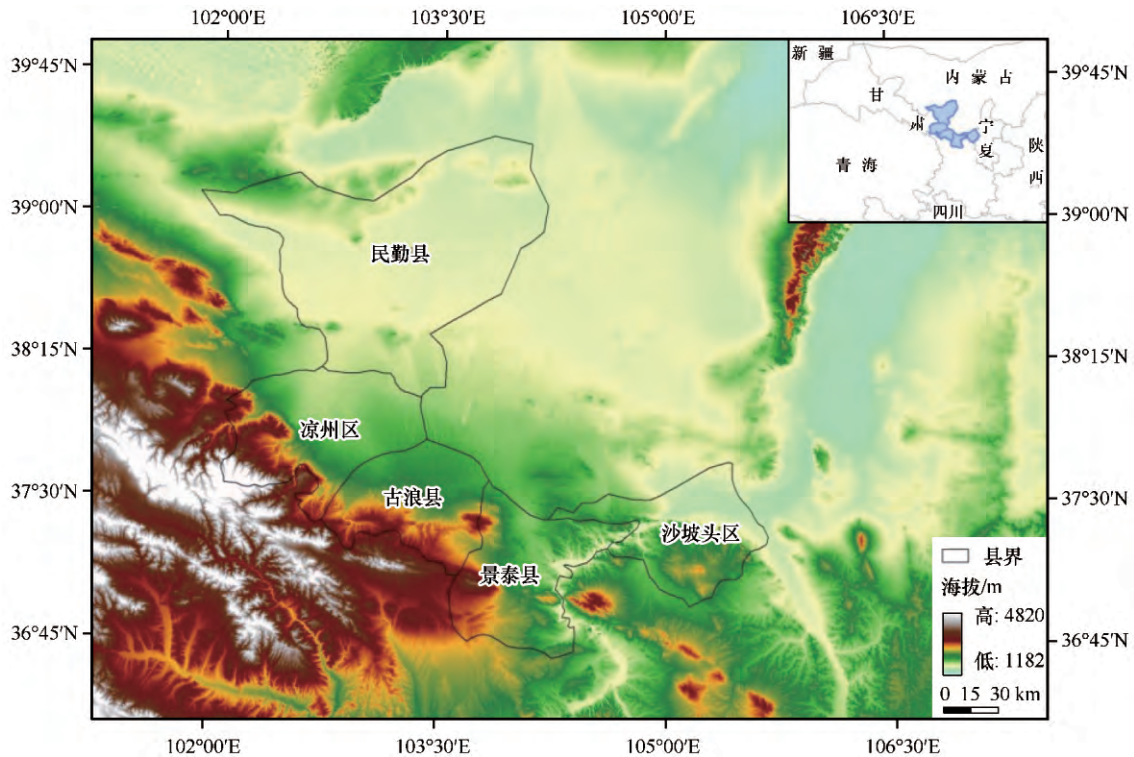 102°00′E 103°30′E 105°00′E 106°30′E
39°45′N
39°00′N
38°15′N
37°30′N
36°45′N
39°45′N
39°00′N
38°15′N
37°30′N
36°45′N
新疆
内蒙古
甘
肃
宁
夏
陕
西
青海
四川
民勤县
凉州区
古浪县
沙坡头区
景泰县
县界
海拔/m
高: 4820
低: 1182
0 15 30 km
102°00′E 103°30′E 105°00′E 106°30′E